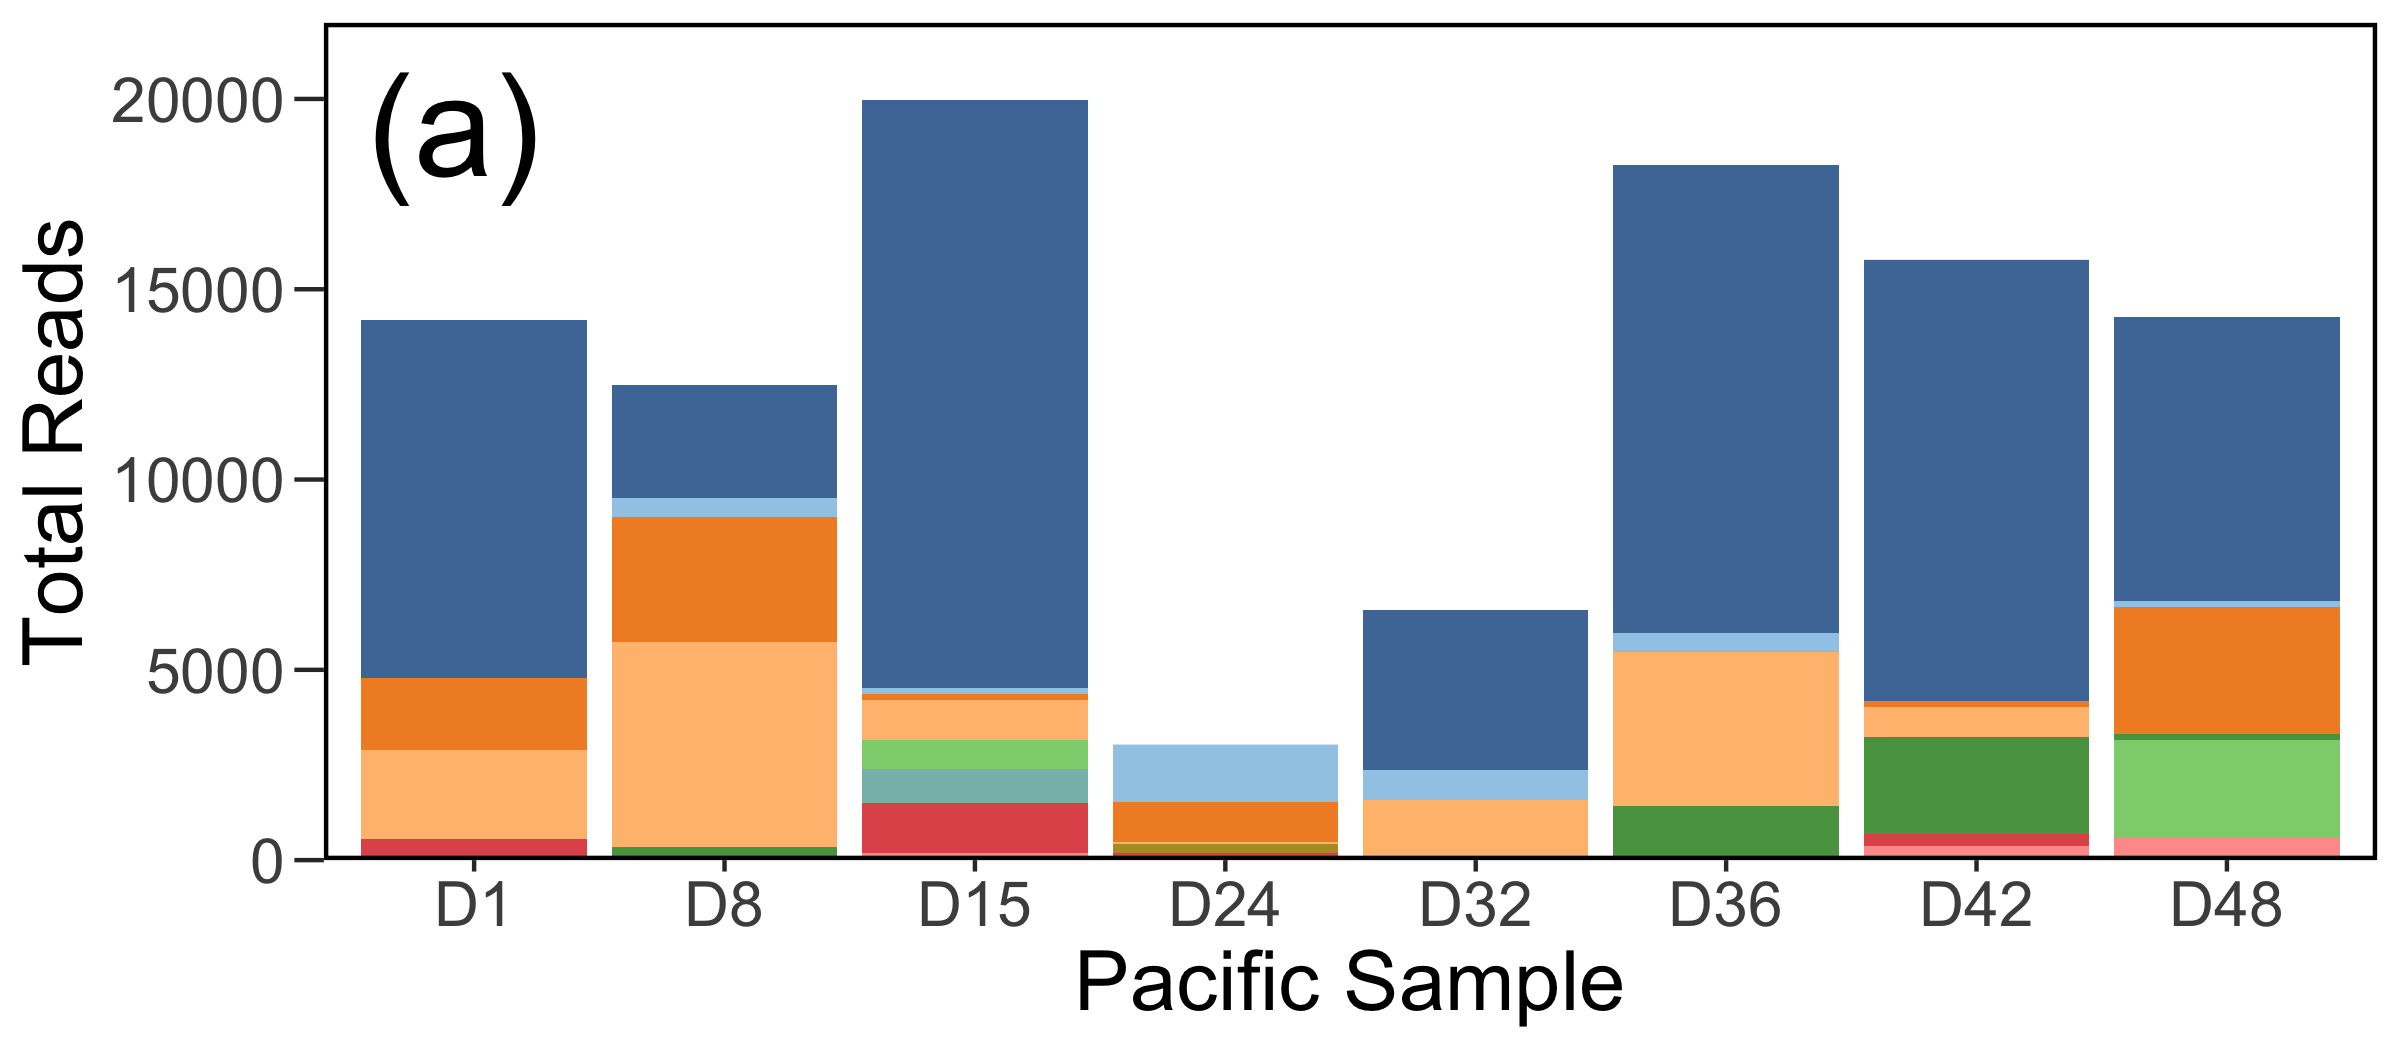 (a)
Total Reads
20000
15000
10000
5000
0
D1 D8 D15 D24 D32 D36 D42 D48
Pacific Sample